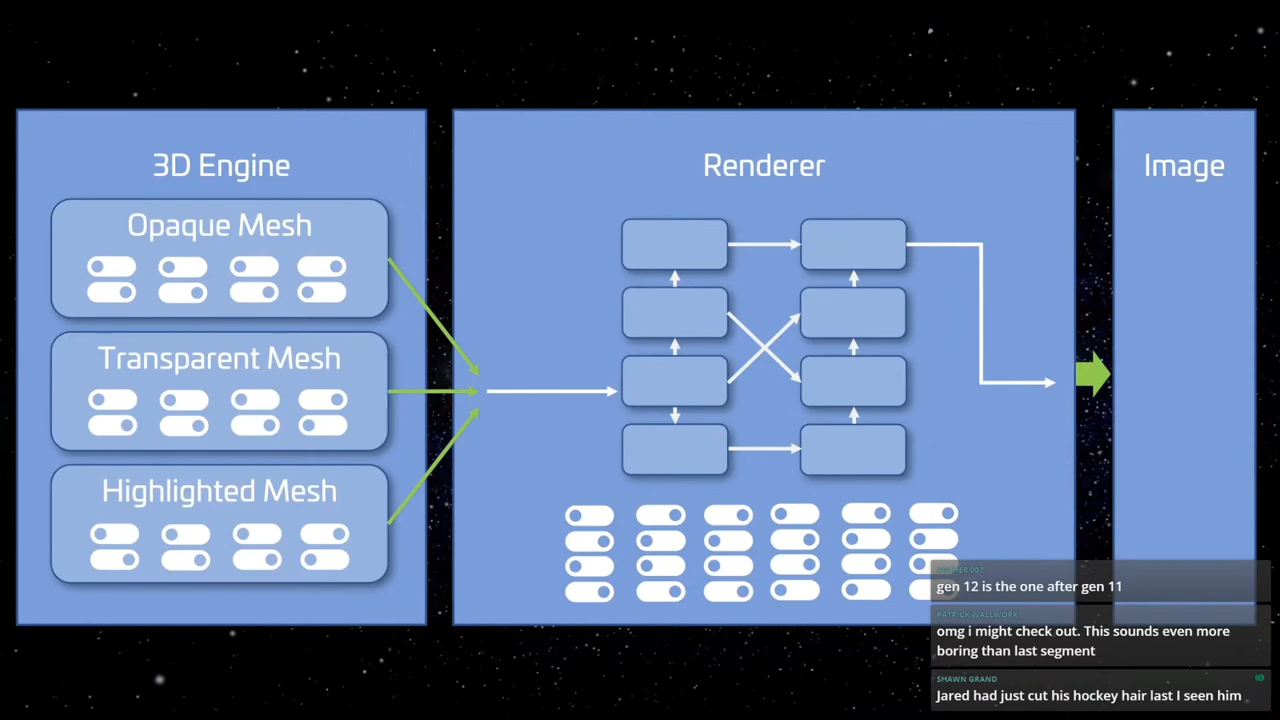 3D Engine
Opaque Mesh
Transparent Mesh
Highlighted Mesh
Renderer
Image
gen 12 is the one after gen 11
PATRICK WALLWORK
omg i might check out. This sounds even more
boring than last segment
SHAWN GRAND
Jared had just cut his hockey hair last I seen him